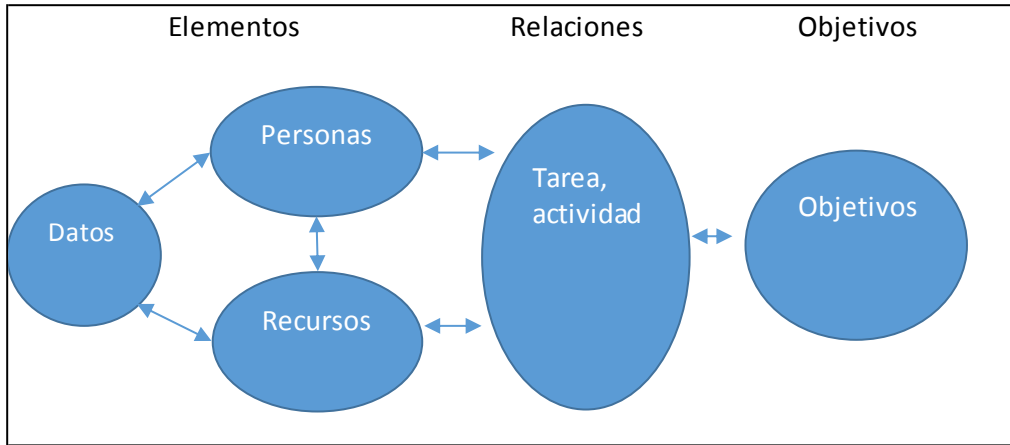 Elementos
Relaciones
Objetivos
Personas
Datos
Recursos
Tarea,
actividad
Objetivos